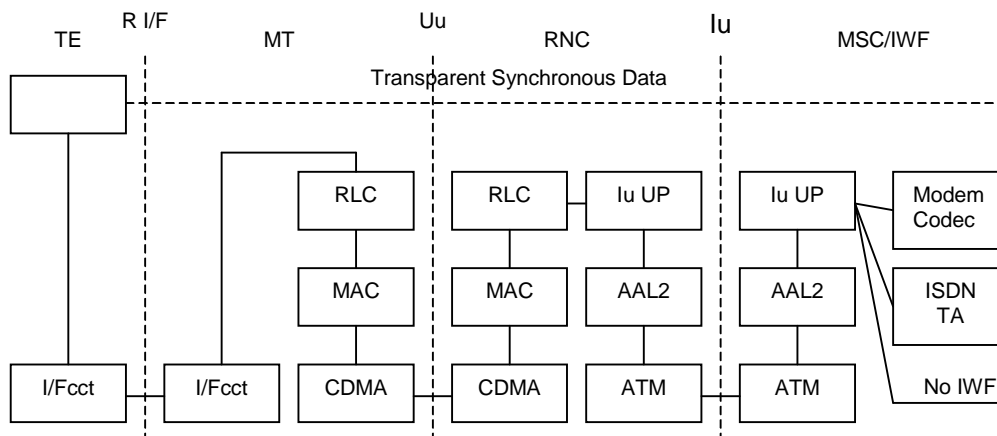 R I/F
Uu
Iu
TE
MT
RNC
MSC/IWF
Transparent Synchronous Data
RLC
RLC
Iu UP
Iu UP
Modem
Codec
MAC
MAC
AAL2
AAL2
ISDN
TA
I/Fcct
I/Fcct
CDMA
CDMA
ATM
ATM
No IWF